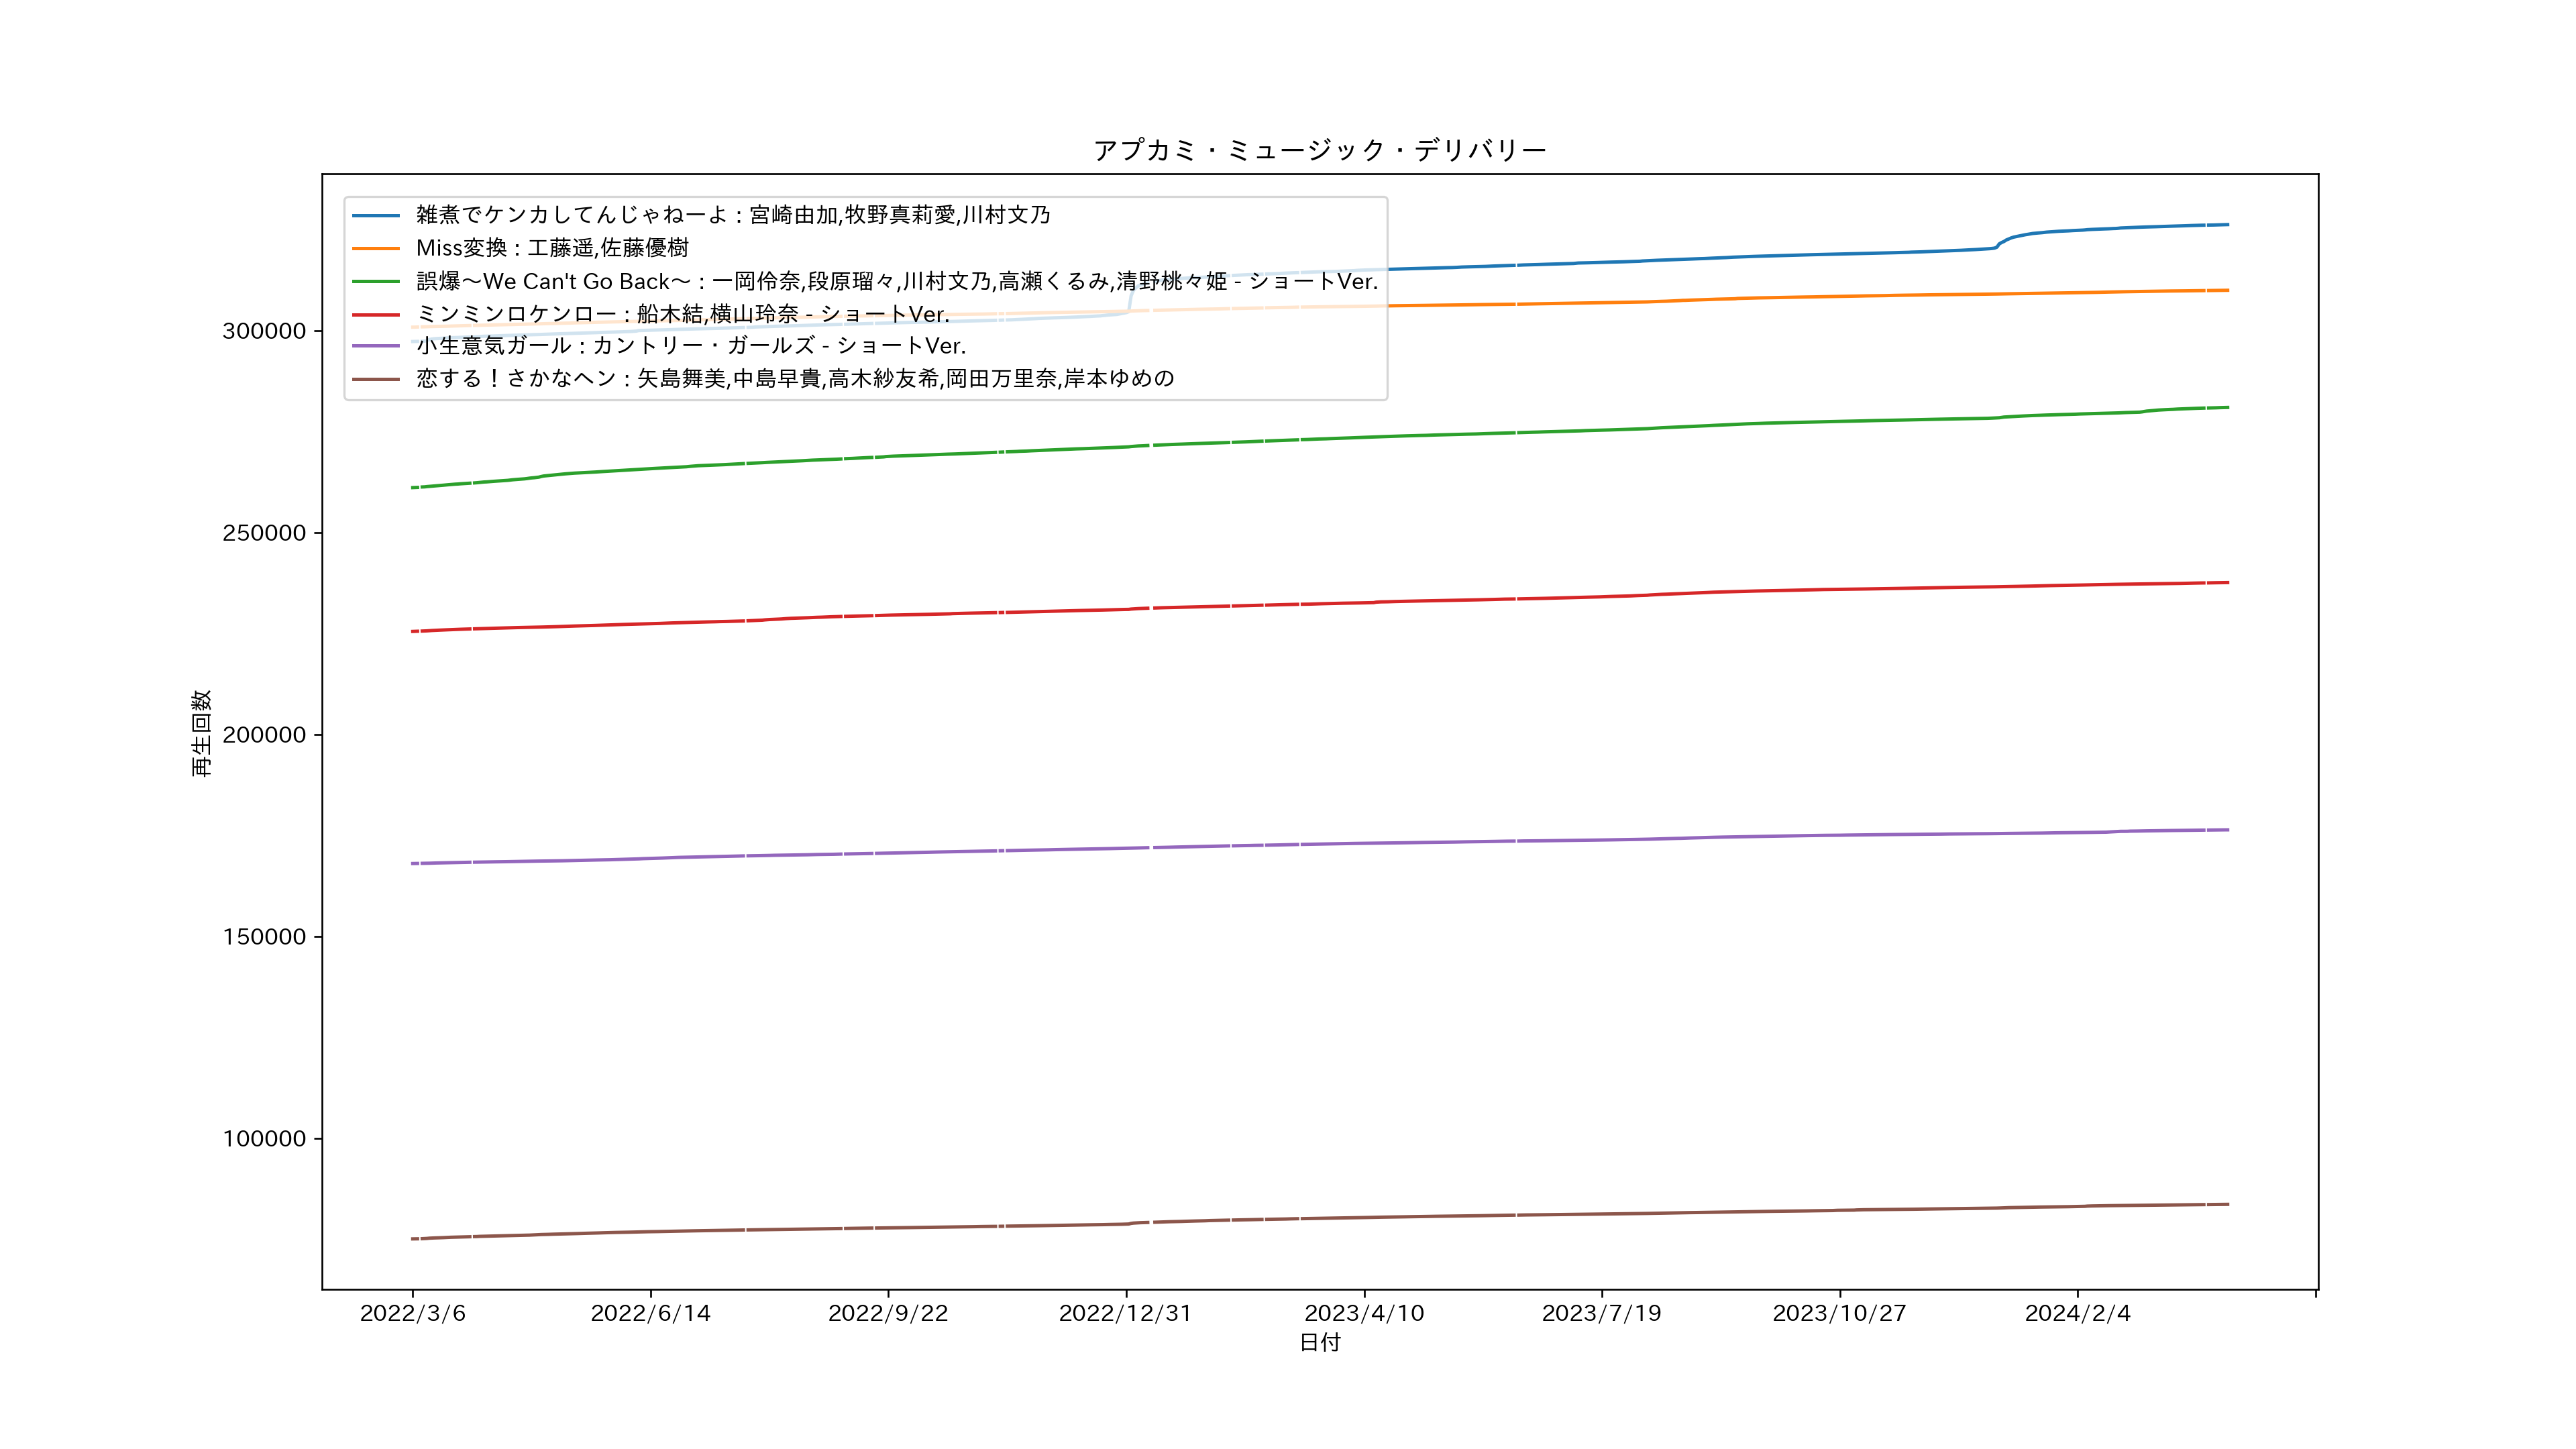 アプカミ・ミュージック・デリバリー
雑煮でケンカしてんじゃねーよ : 宮崎由加,牧野真莉愛,川村文乃
Miss変換 : 工藤遥,佐藤優樹
誤爆〜We Can't Go Back〜 : 一岡伶奈,段原瑠々,川村文乃,高瀬くるみ,清野桃々姫 - ショートVer.
ミンミンロケンロー : 船木結,横山玲奈 - ショートVer.
小生意気ガール : カントリー・ガールズ - ショートVer.
恋する！さかなヘン : 矢島舞美,中島早貴,高木紗友希,岡田万里奈,岸本ゆめの
300000
250000
200000
150000
100000
再生回数
2022/3/6
2022/6/14
2022/9/22
2022/12/31
2023/4/10
2023/7/19
2023/10/27
2024/2/4
日付